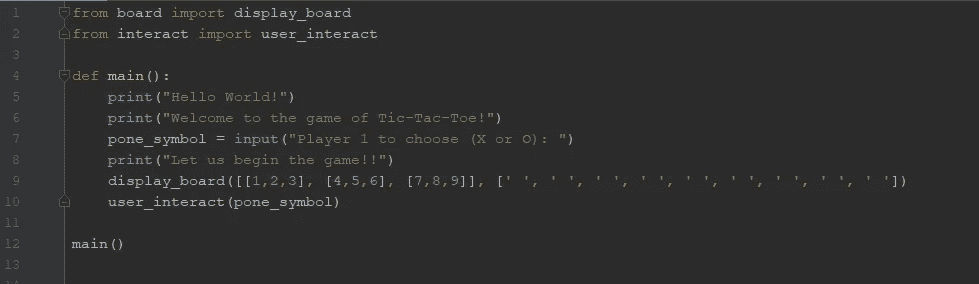 1 from board import display_board
2 from interact import user_interact
3
4 def main():
5     print("Hello World!")
6     print("Welcome to the game of Tic-Tac-Toe!")
7     pone_symbol = input("Player 1 to choose (X or O): ")
8     print("Let us begin the game!!")
9     display_board([[1,2,3], [4,5,6], [7,8,9]], [' ', ' ', ' ', ' ', ' ', ' ', ' ', ' ', ' '])
10     user_interact(pone_symbol)
11
12 main()
13